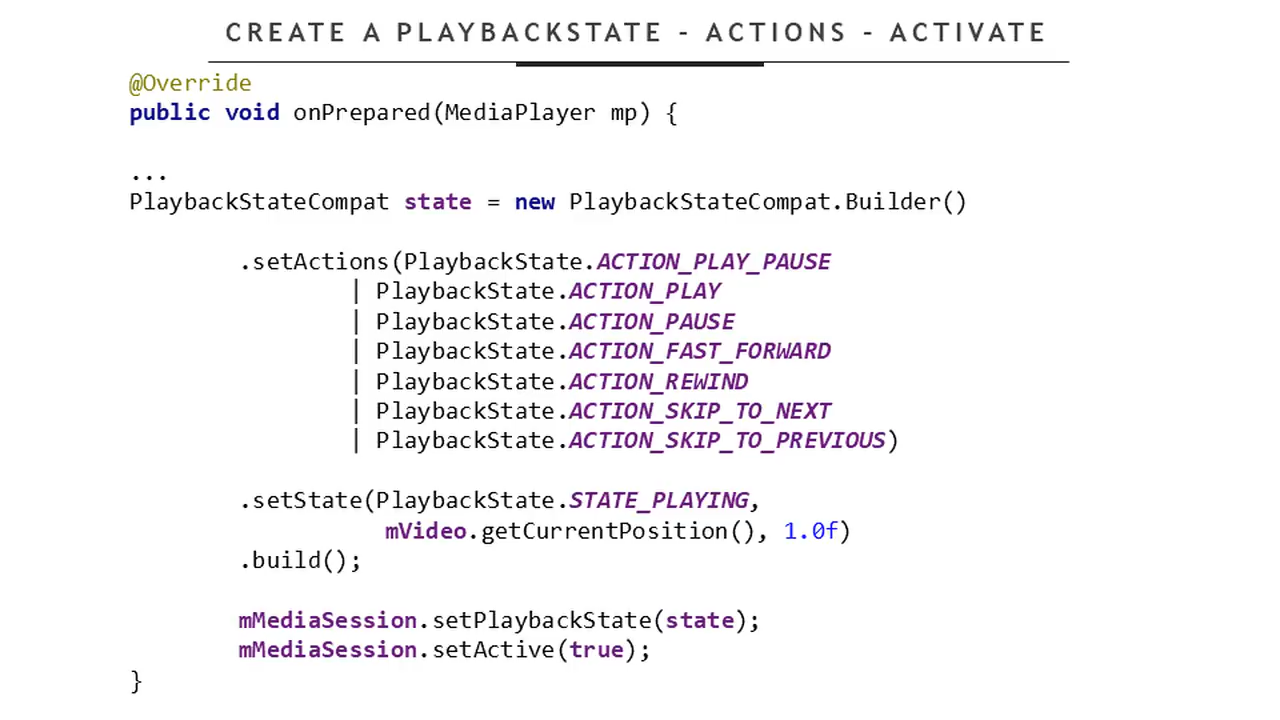 CREATE A PLAYBACKSTATE - ACTIONS - ACTIVATE
@Override
public void onPrepared(MediaPlayer mp) {
...
PlaybackStateCompat state = new PlaybackStateCompat.Builder()
.setActions(PlaybackState.ACTION_PLAY_PAUSE
| PlaybackState.ACTION_PLAY
| PlaybackState.ACTION_PAUSE
| PlaybackState.ACTION_FAST_FORWARD
| PlaybackState.ACTION_REWIND
| PlaybackState.ACTION_SKIP_TO_NEXT
| PlaybackState.ACTION_SKIP_TO_PREVIOUS)
.setState(PlaybackState.STATE_PLAYING,
mVideo.getCurrentPosition(), 1.0f)
.build();
mMediaSession.setPlaybackState(state);
mMediaSession.setActive(true);
}